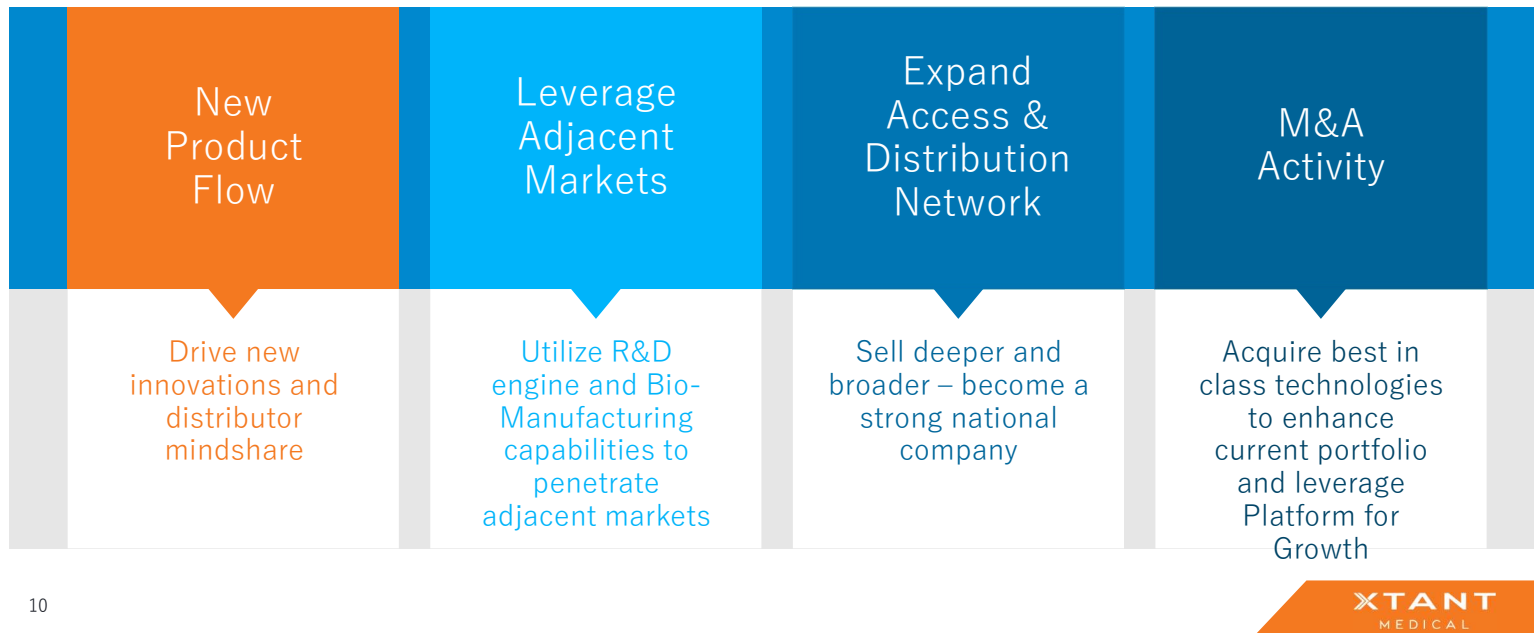 New
Product
Flow
Drive new
innovations and
distributor
mindshare
Leverage
Adjacent
Markets
Utilize R&D
engine and Bio-
Manufacturing
capabilities to
penetrate
adjacent markets
Expand
Access &
Distribution
Network
Sell deeper and
broader – become a
strong national
company
M&A
Activity
Acquire best in
class technologies
to enhance
current portfolio
and leverage
Platform for
Growth
10
XTANT
MEDICAL